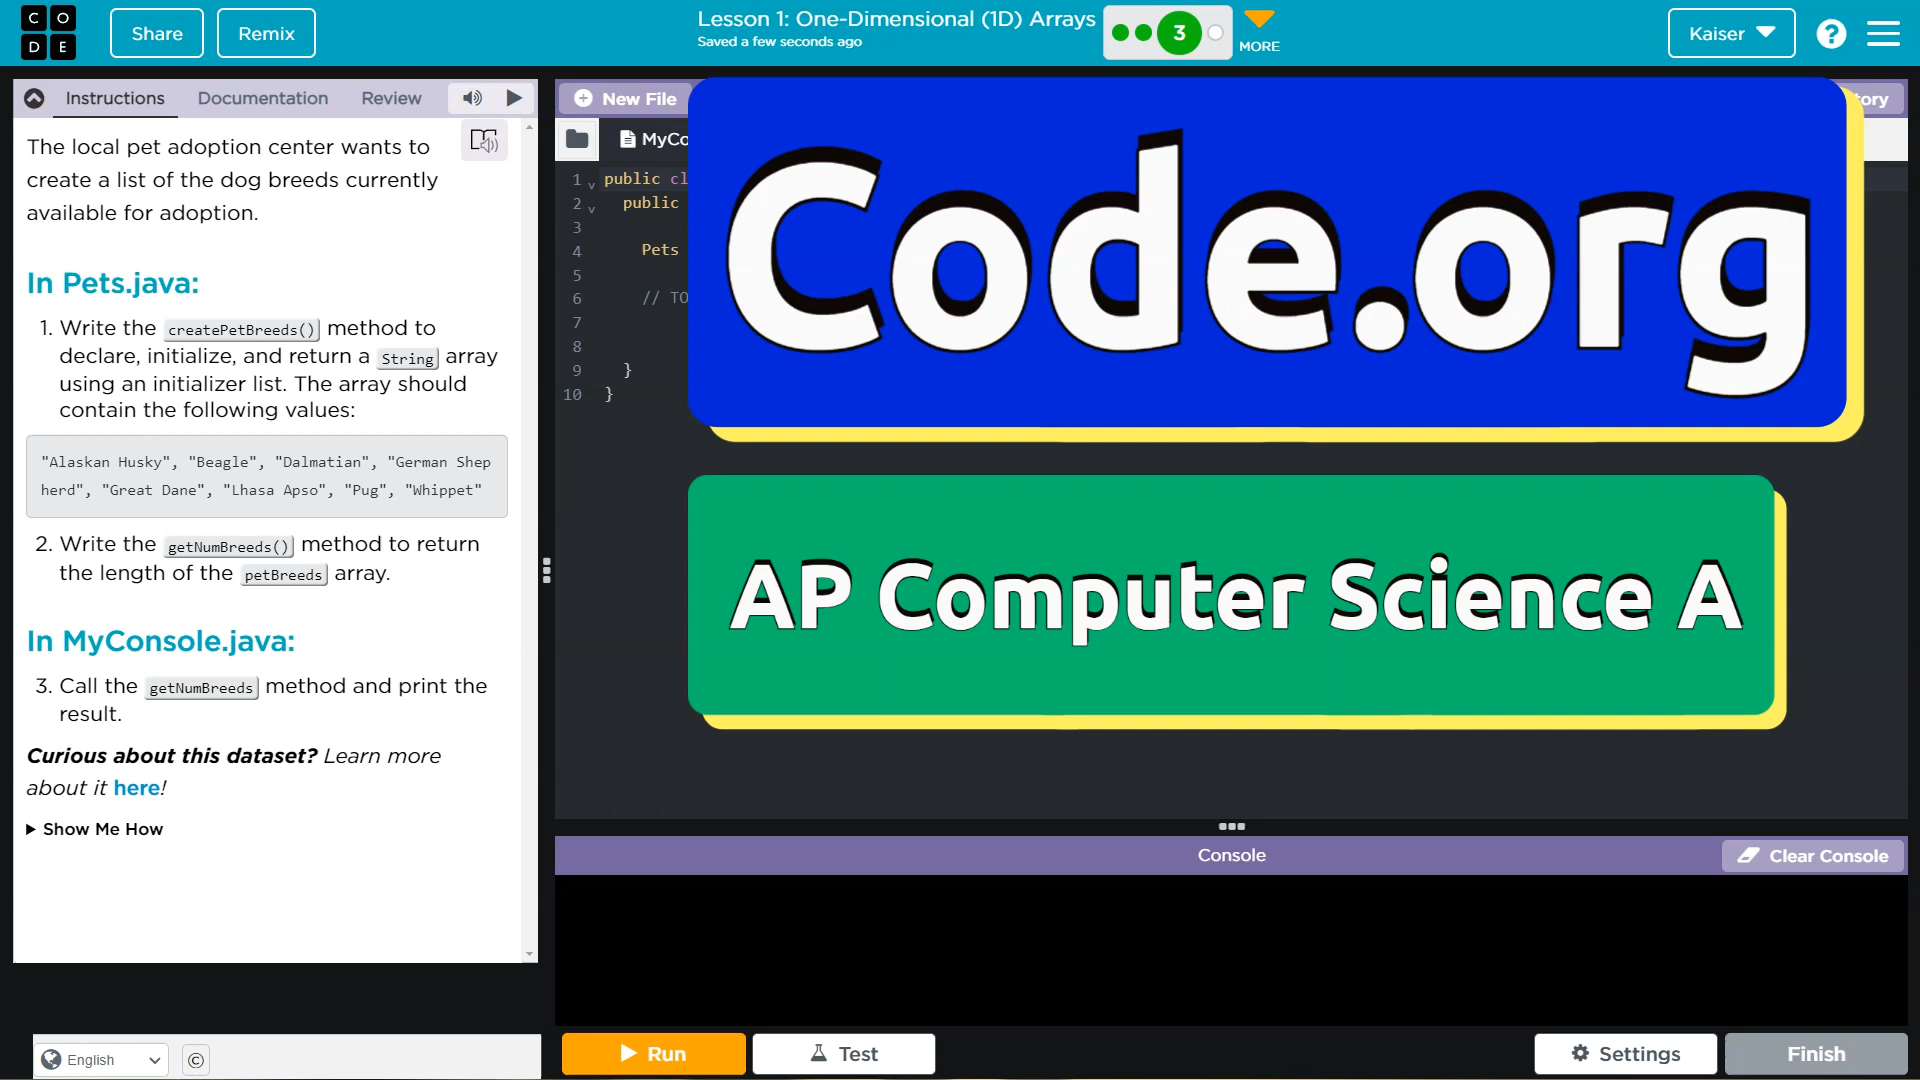 CODE
Share
Remix
Lesson 1: One-Dimensional (1D) Arrays
Saved a few seconds ago
3
MORE
Kaiser
?
Instructions
Documentation
Review
The local pet adoption center wants to
create a list of the dog breeds currently
available for adoption.
In Pets.java:
1. Write the createPetBreeds() method to
declare, initialize, and return a String array
using an initializer list. The array should
contain the following values:
"Alaskan Husky", "Beagle", "Dalmatian", "German Shep
herd", "Great Dane", "Lhasa Apso", "Pug", "Whippet"
2. Write the getNumBreeds() method to return
the length of the petBreeds array.
In MyConsole.java:
3. Call the getNumBreeds method and print the
result.
Curious about this dataset? Learn more
about it here!
Show Me How
English
©
New File
MyCo
1 public cl
2 public
3
4 Pets
5
6 // TO
7
8
9 }
10 }
Code.org
AP Computer Science A
Console
Clear Console
Run
Test
Settings
Finish